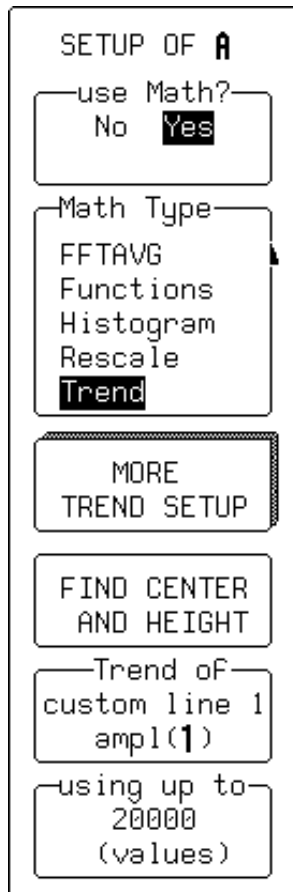 SETUP OF A
use Math?
No Yes
Math Type
FFTAVG
Functions
Histogram
Rescale
Trend
MORE
TREND SETUP
FIND CENTER
AND HEIGHT
Trend of
custom line 1
ampl(1)
using up to
20000
(values)